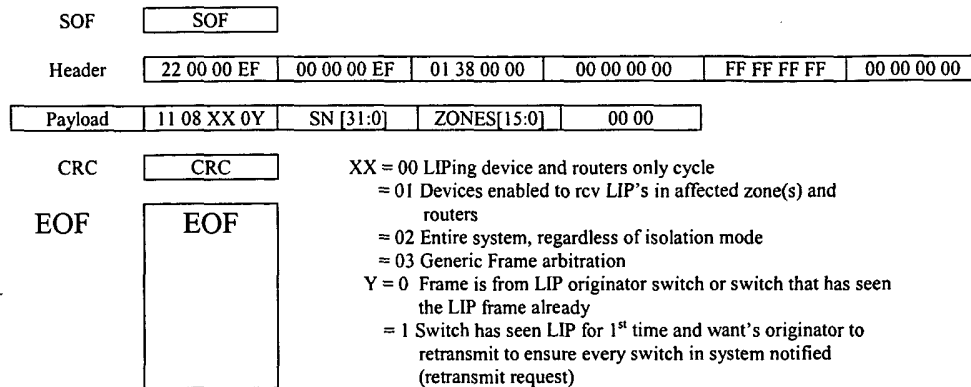 SOF SOF
Header 22 00 00 EF 00 00 00 EF 01 38 00 00 00 00 00 00 FF FF FF FF 00 00 00 00
Payload 11 08 XX 0Y SN [31:0] ZONES[15:0] 00 00
CRC CRC
EOF EOF
XX = 00 LIPing device and routers only cycle
= 01 Devices enabled to rcv LIP's in affected zone(s) and
routers
= 02 Entire system, regardless of isolation mode
= 03 Generic Frame arbitration
Y = 0 Frame is from LIP originator switch or switch that has seen
the LIP frame already
= 1 Switch has seen LIP for 1st time and want's originator to
retransmit to ensure every switch in system notified
(retransmit request)